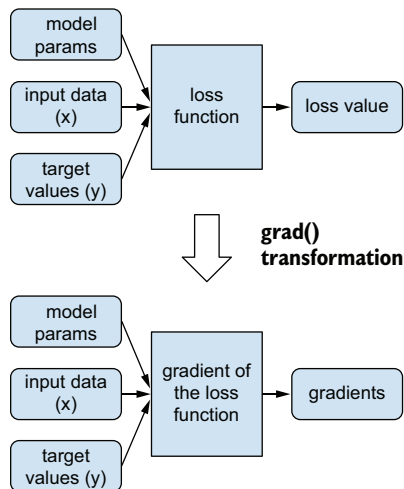 model
params
input data
(x)
target
values (y)
loss
function
loss value
grad()
transformation
model
params
input data
(x)
target
values (y)
gradient of
the loss
function
gradients